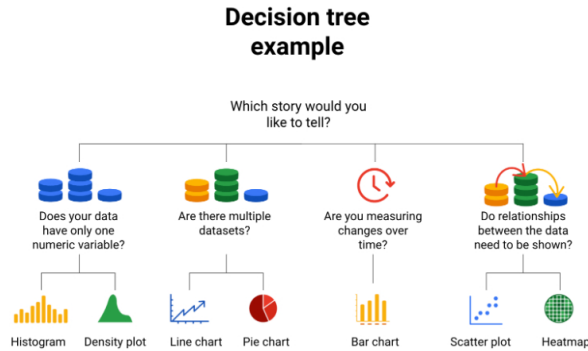 Decision tree
example
Which story would you
like to tell?
Does your data
have only one
numeric variable?
Are there multiple
datasets?
Are you measuring
changes over
time?
Do relationships
between the data
need to be shown?
Histogram
Density plot
Line chart
Pie chart
Bar chart
Scatter plot
Heatmap